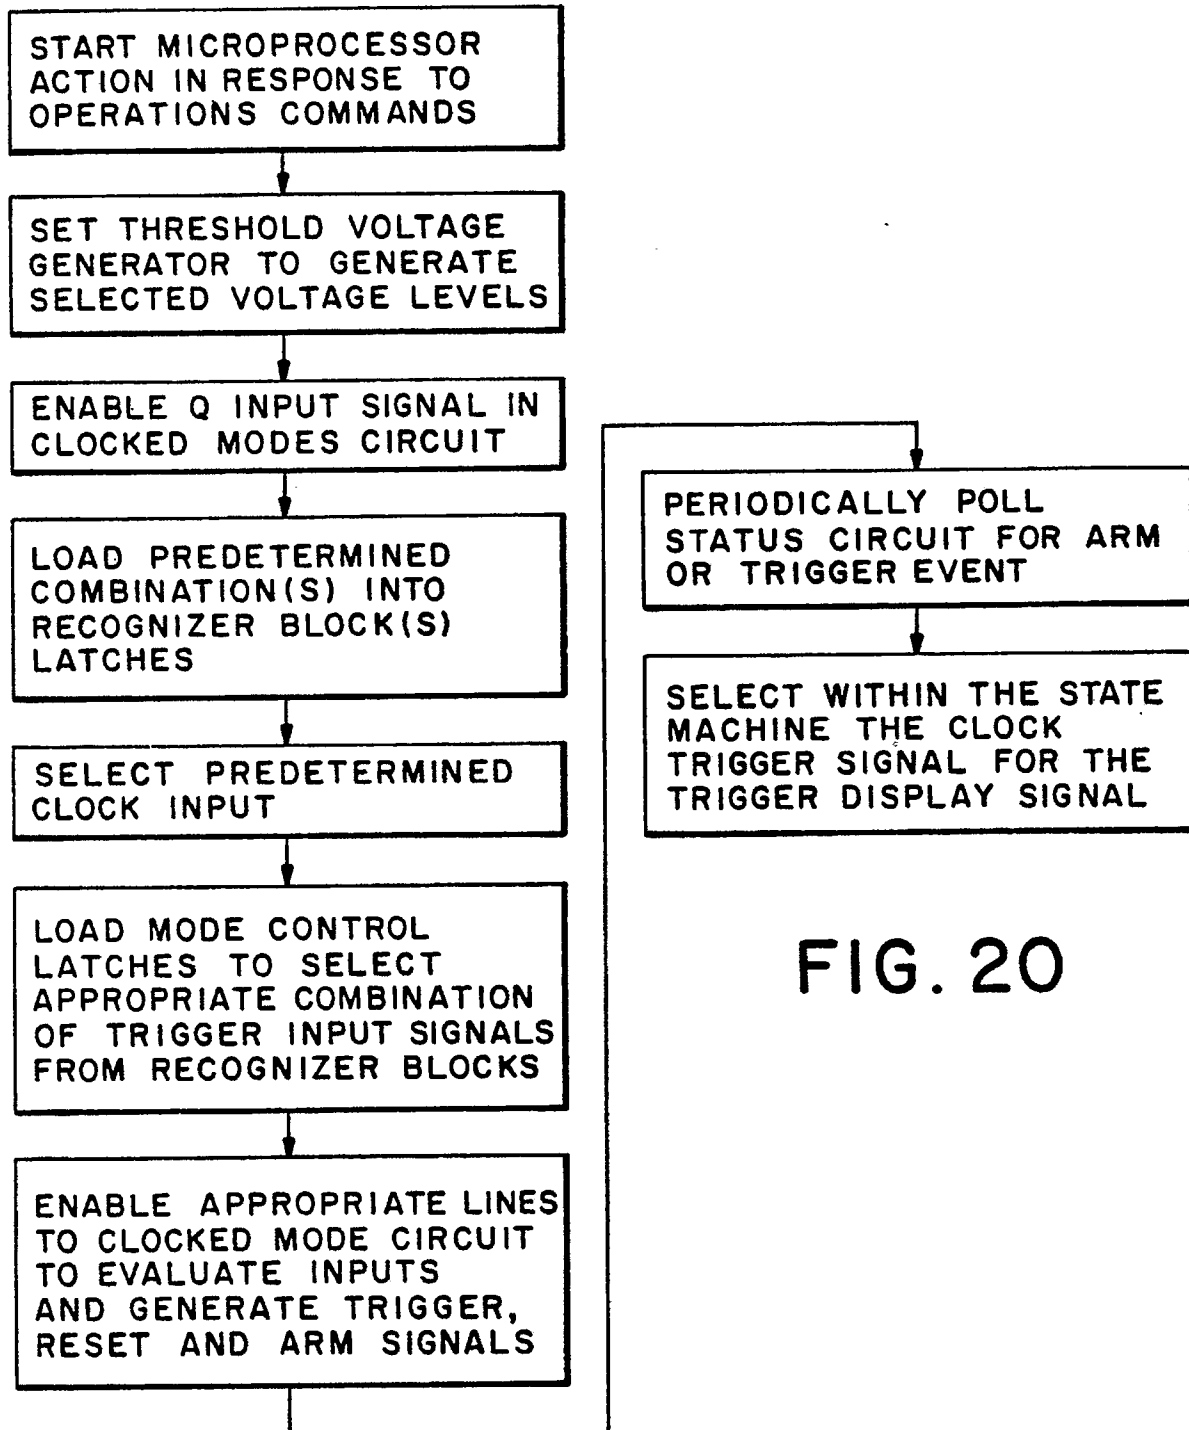 START MICROPROCESSOR
ACTION IN RESPONSE TO
OPERATIONS COMMANDS
SET THRESHOLD VOLTAGE
GENERATOR TO GENERATE
SELECTED VOLTAGE LEVELS
ENABLE Q INPUT SIGNAL IN
CLOCKED MODES CIRCUIT
LOAD PREDETERMINED
COMBINATION(S) INTO
RECOGNIZER BLOCK(S)
LATCHES
SELECT PREDETERMINED
CLOCK INPUT
LOAD MODE CONTROL
LATCHES TO SELECT
APPROPRIATE COMBINATION
OF TRIGGER INPUT SIGNALS
FROM RECOGNIZER BLOCKS
ENABLE APPROPRIATE LINES
TO CLOCKED MODE CIRCUIT
TO EVALUATE INPUTS
AND GENERATE TRIGGER,
RESET AND ARM SIGNALS
PERIODICALLY POLL
STATUS CIRCUIT FOR ARM
OR TRIGGER EVENT
SELECT WITHIN THE STATE
MACHINE THE CLOCK
TRIGGER SIGNAL FOR THE
TRIGGER DISPLAY SIGNAL
FIG. 20